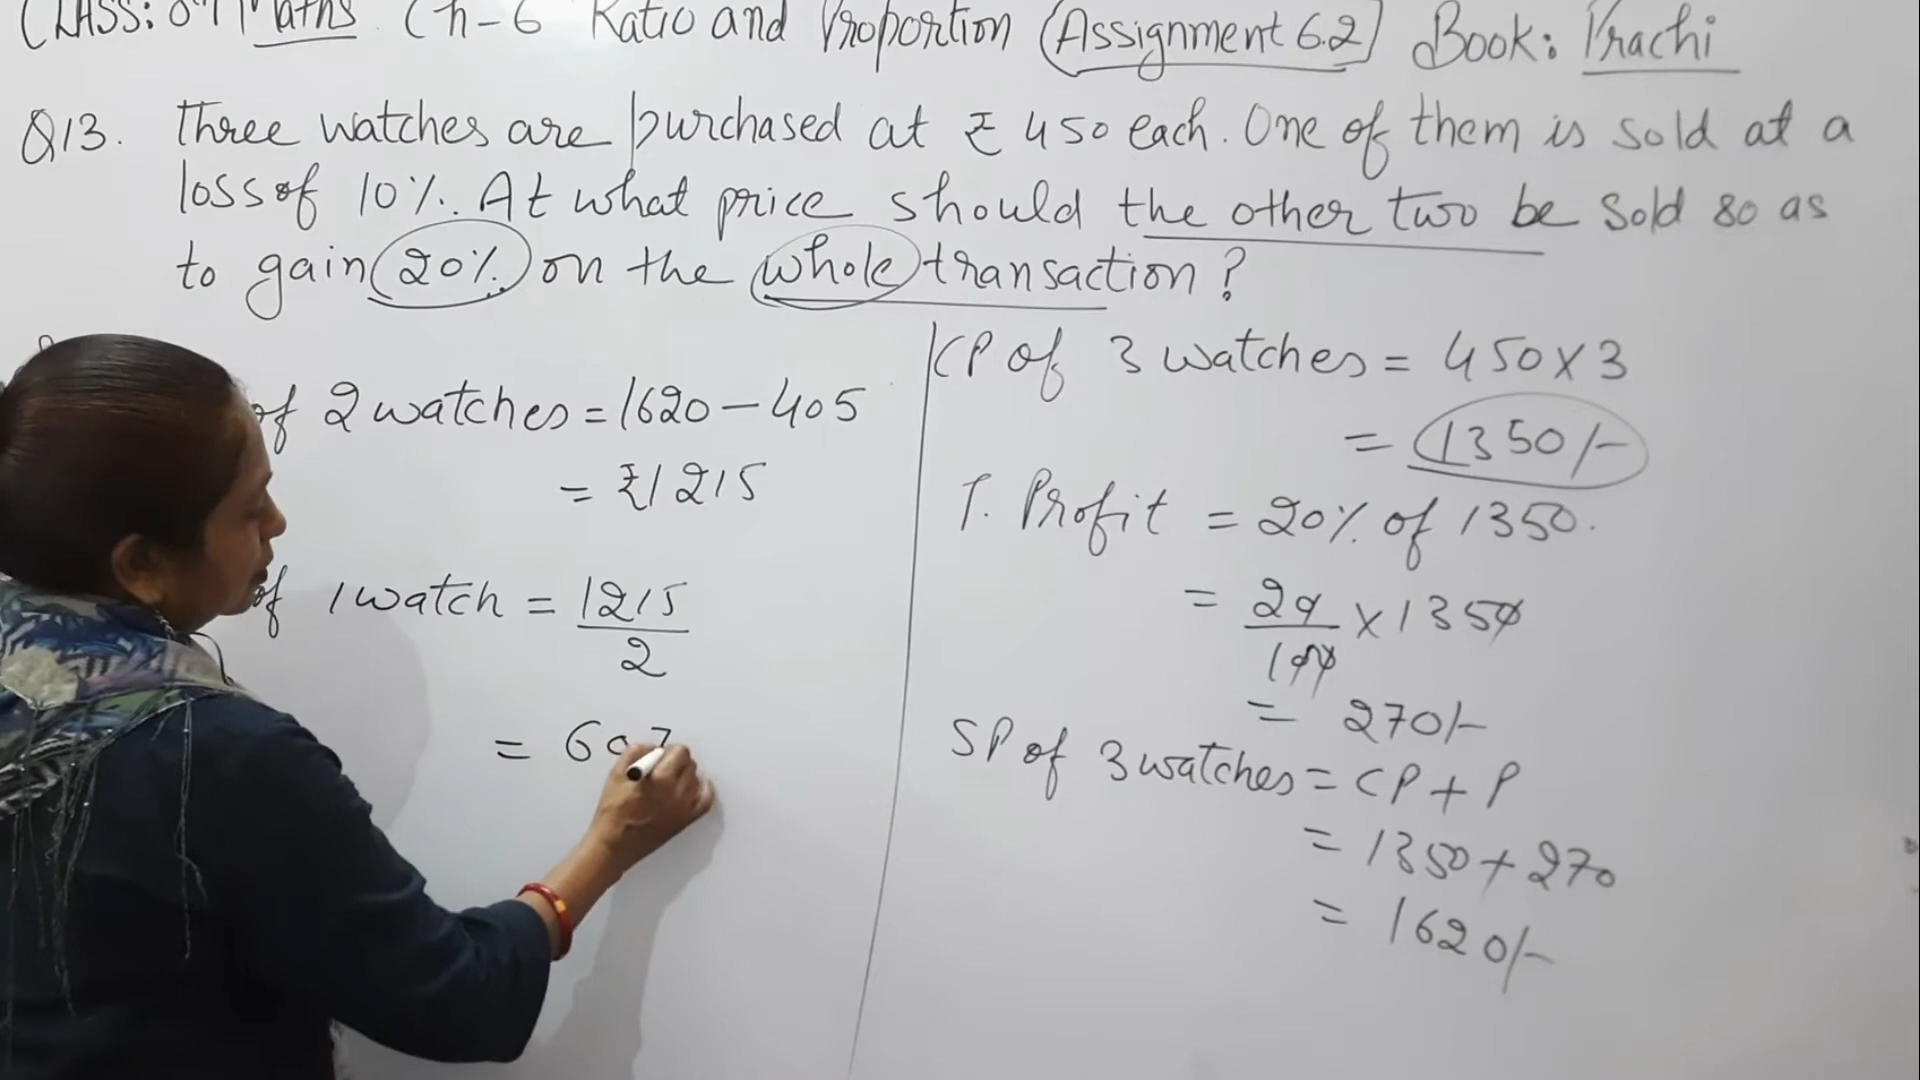 CLASS: 07 Maths Ch-6 Ratio and Proportion (Assignment 6.2) Book: Prachi
Q13. Three watches are purchased at ₹ 450 each. One of them is sold at a
loss of 10%. At what price should the other two be sold so as
to gain 20% on the whole transaction?
of 2 watches = 1620 - 405
= ₹1215
of 1 watch = 1215
2
= 607
CP of 3 watches = 450 x 3
= 1350/-
T. Profit = 20% of 1350.
= 20 x 1350
100
= 270/-
SP of 3 watches = CP + P
= 1350 + 270
= 1620/-